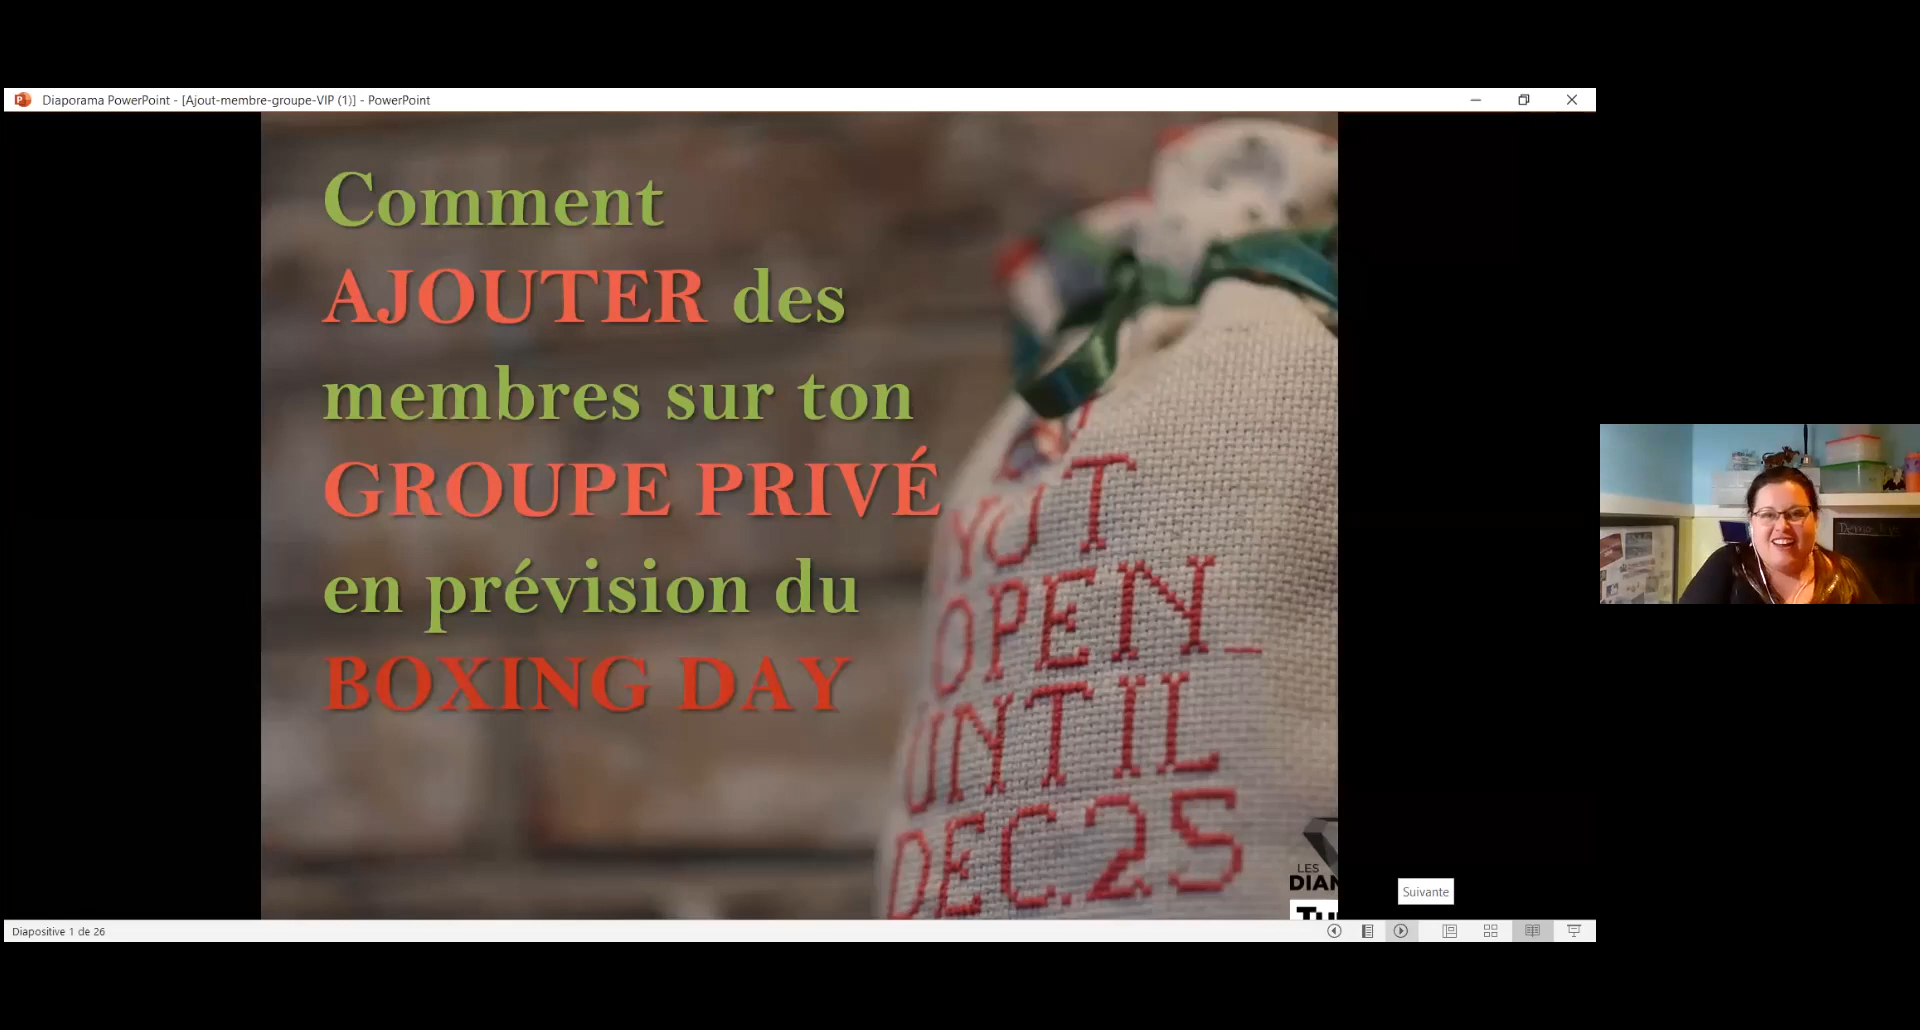 Diaporama PowerPoint - [Ajout-membre-groupe-VIP (1)] - PowerPoint
Comment
AJOUTER des
membres sur ton
GROUPE PRIVÉ
en prévision du
BOXING DAY
OPEN
UNTIL
DEC.25
LES
Suivante
Diapositive 1 de 26